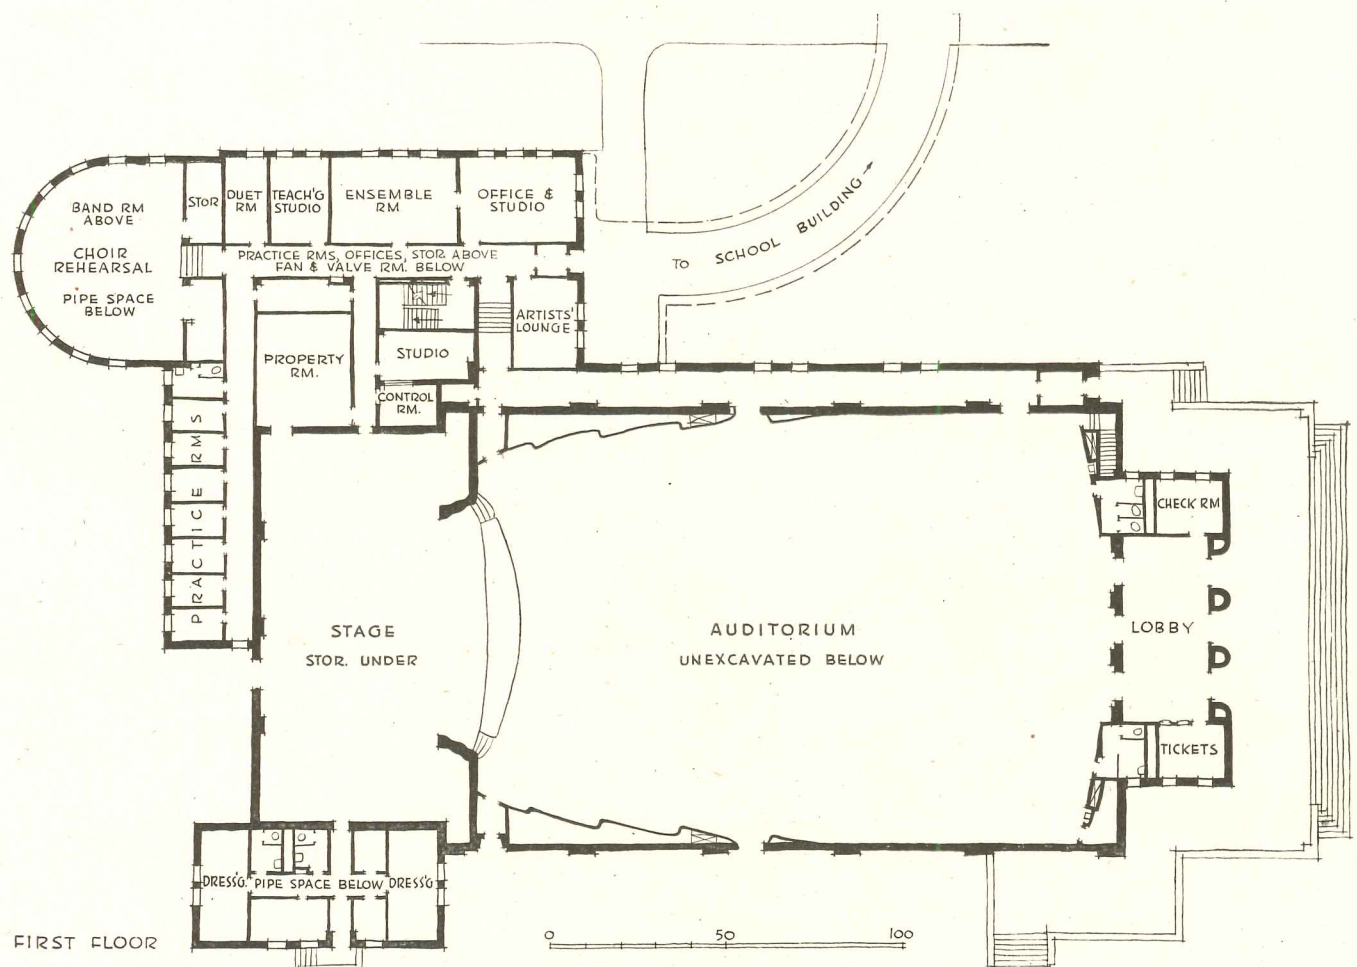 TO SCHOOL BUILDING
BAND RM
ABOVE
CHOIR
REHEARSAL
PIPE SPACE
BELOW
STOR
DUET
RM
TEACH'G
STUDIO
ENSEMBLE
RM
OFFICE &
STUDIO
PRACTICE RMS, OFFICES, STOR ABOVE
FAN & VALVE RM. BELOW
ARTISTS'
LOUNGE
PROPERTY
RM.
STUDIO
CONTROL
RM.
PRACTICE RMS
CHECK RM
STAGE
STOR. UNDER
AUDITORIUM
UNEXCAVATED BELOW
LOBBY
TICKETS
DRESS'G.
PIPE SPACE BELOW
DRESS'G
FIRST FLOOR
0 50 100